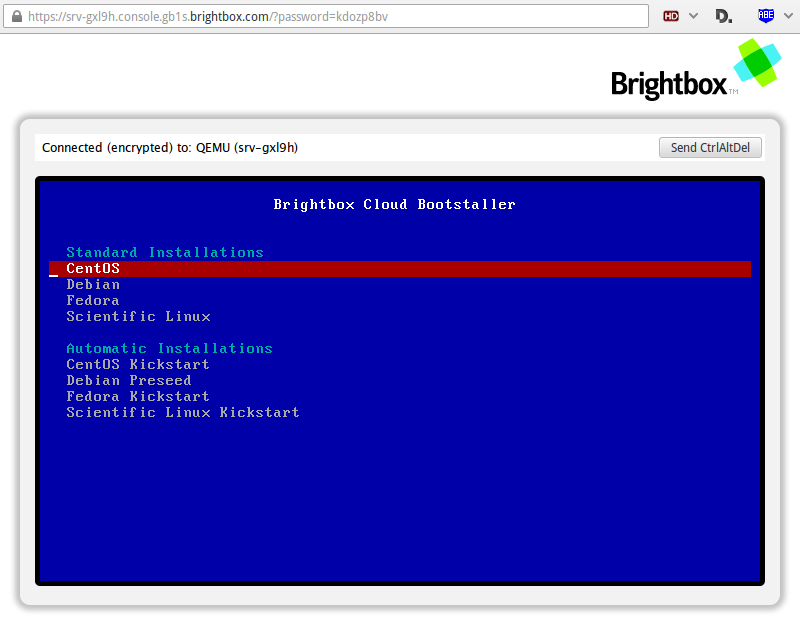 https://srv-gxl9h.console.gb1s.brightbox.com/?password=kdozp8bv HD D. ABE
Brightbox™
Connected (encrypted) to: QEMU (srv-gxl9h) Send CtrlAltDel
Brightbox Cloud Bootstaller
Standard Installations
CentOS
Debian
Fedora
Scientific Linux
Automatic Installations
CentOS Kickstart
Debian Preseed
Fedora Kickstart
Scientific Linux Kickstart